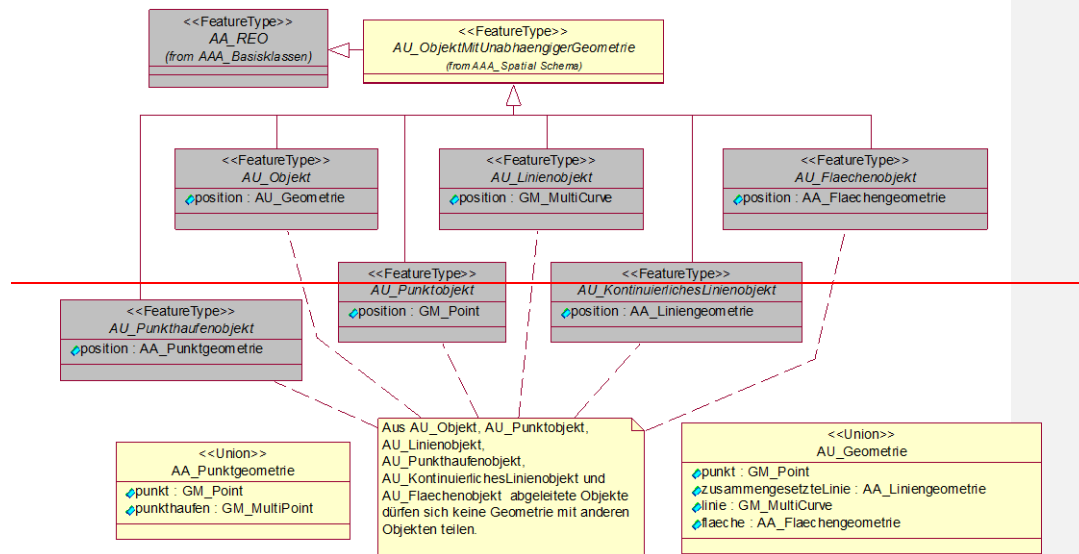 <<FeatureType>>
AA_REO
(from AAA_Basisklassen)
<<FeatureType>>
AU_ObjektMitUnabhaengigerGeometrie
(from AAA_Spatial Schema)
<<FeatureType>>
AU_Objekt
position : AU_Geometrie
<<FeatureType>>
AU_Linienobjekt
position : GM_MultiCurve
<<FeatureType>>
AU_Flaechenobjekt
position : AA_Flaechengeometrie
<<FeatureType>>
AU_Punktobjekt
position : GM_Point
<<FeatureType>>
AU_KontinuierlichesLinienobjekt
position : AA_Liniengeometrie
<<FeatureType>>
AU_Punkthaufenobjekt
position : AA_Punktgeometrie
<<Union>>
AA_Punktgeometrie
punkt : GM_Point
punkthaufen : GM_MultiPoint
Aus AU_Objekt, AU_Punktobjekt,
AU_Linienobjekt,
AU_Punkthaufenobjekt,
AU_KontinuierlichesLinienobjekt und
AU_Flaechenobjekt abgeleitete Objekte
dürfen sich keine Geometrie mit anderen
Objekten teilen.
<<Union>>
AU_Geometrie
punkt : GM_Point
zusammengesetzteLinie : AA_Liniengeometrie
linie : GM_MultiCurve
flaeche : AA_Flaechengeometrie